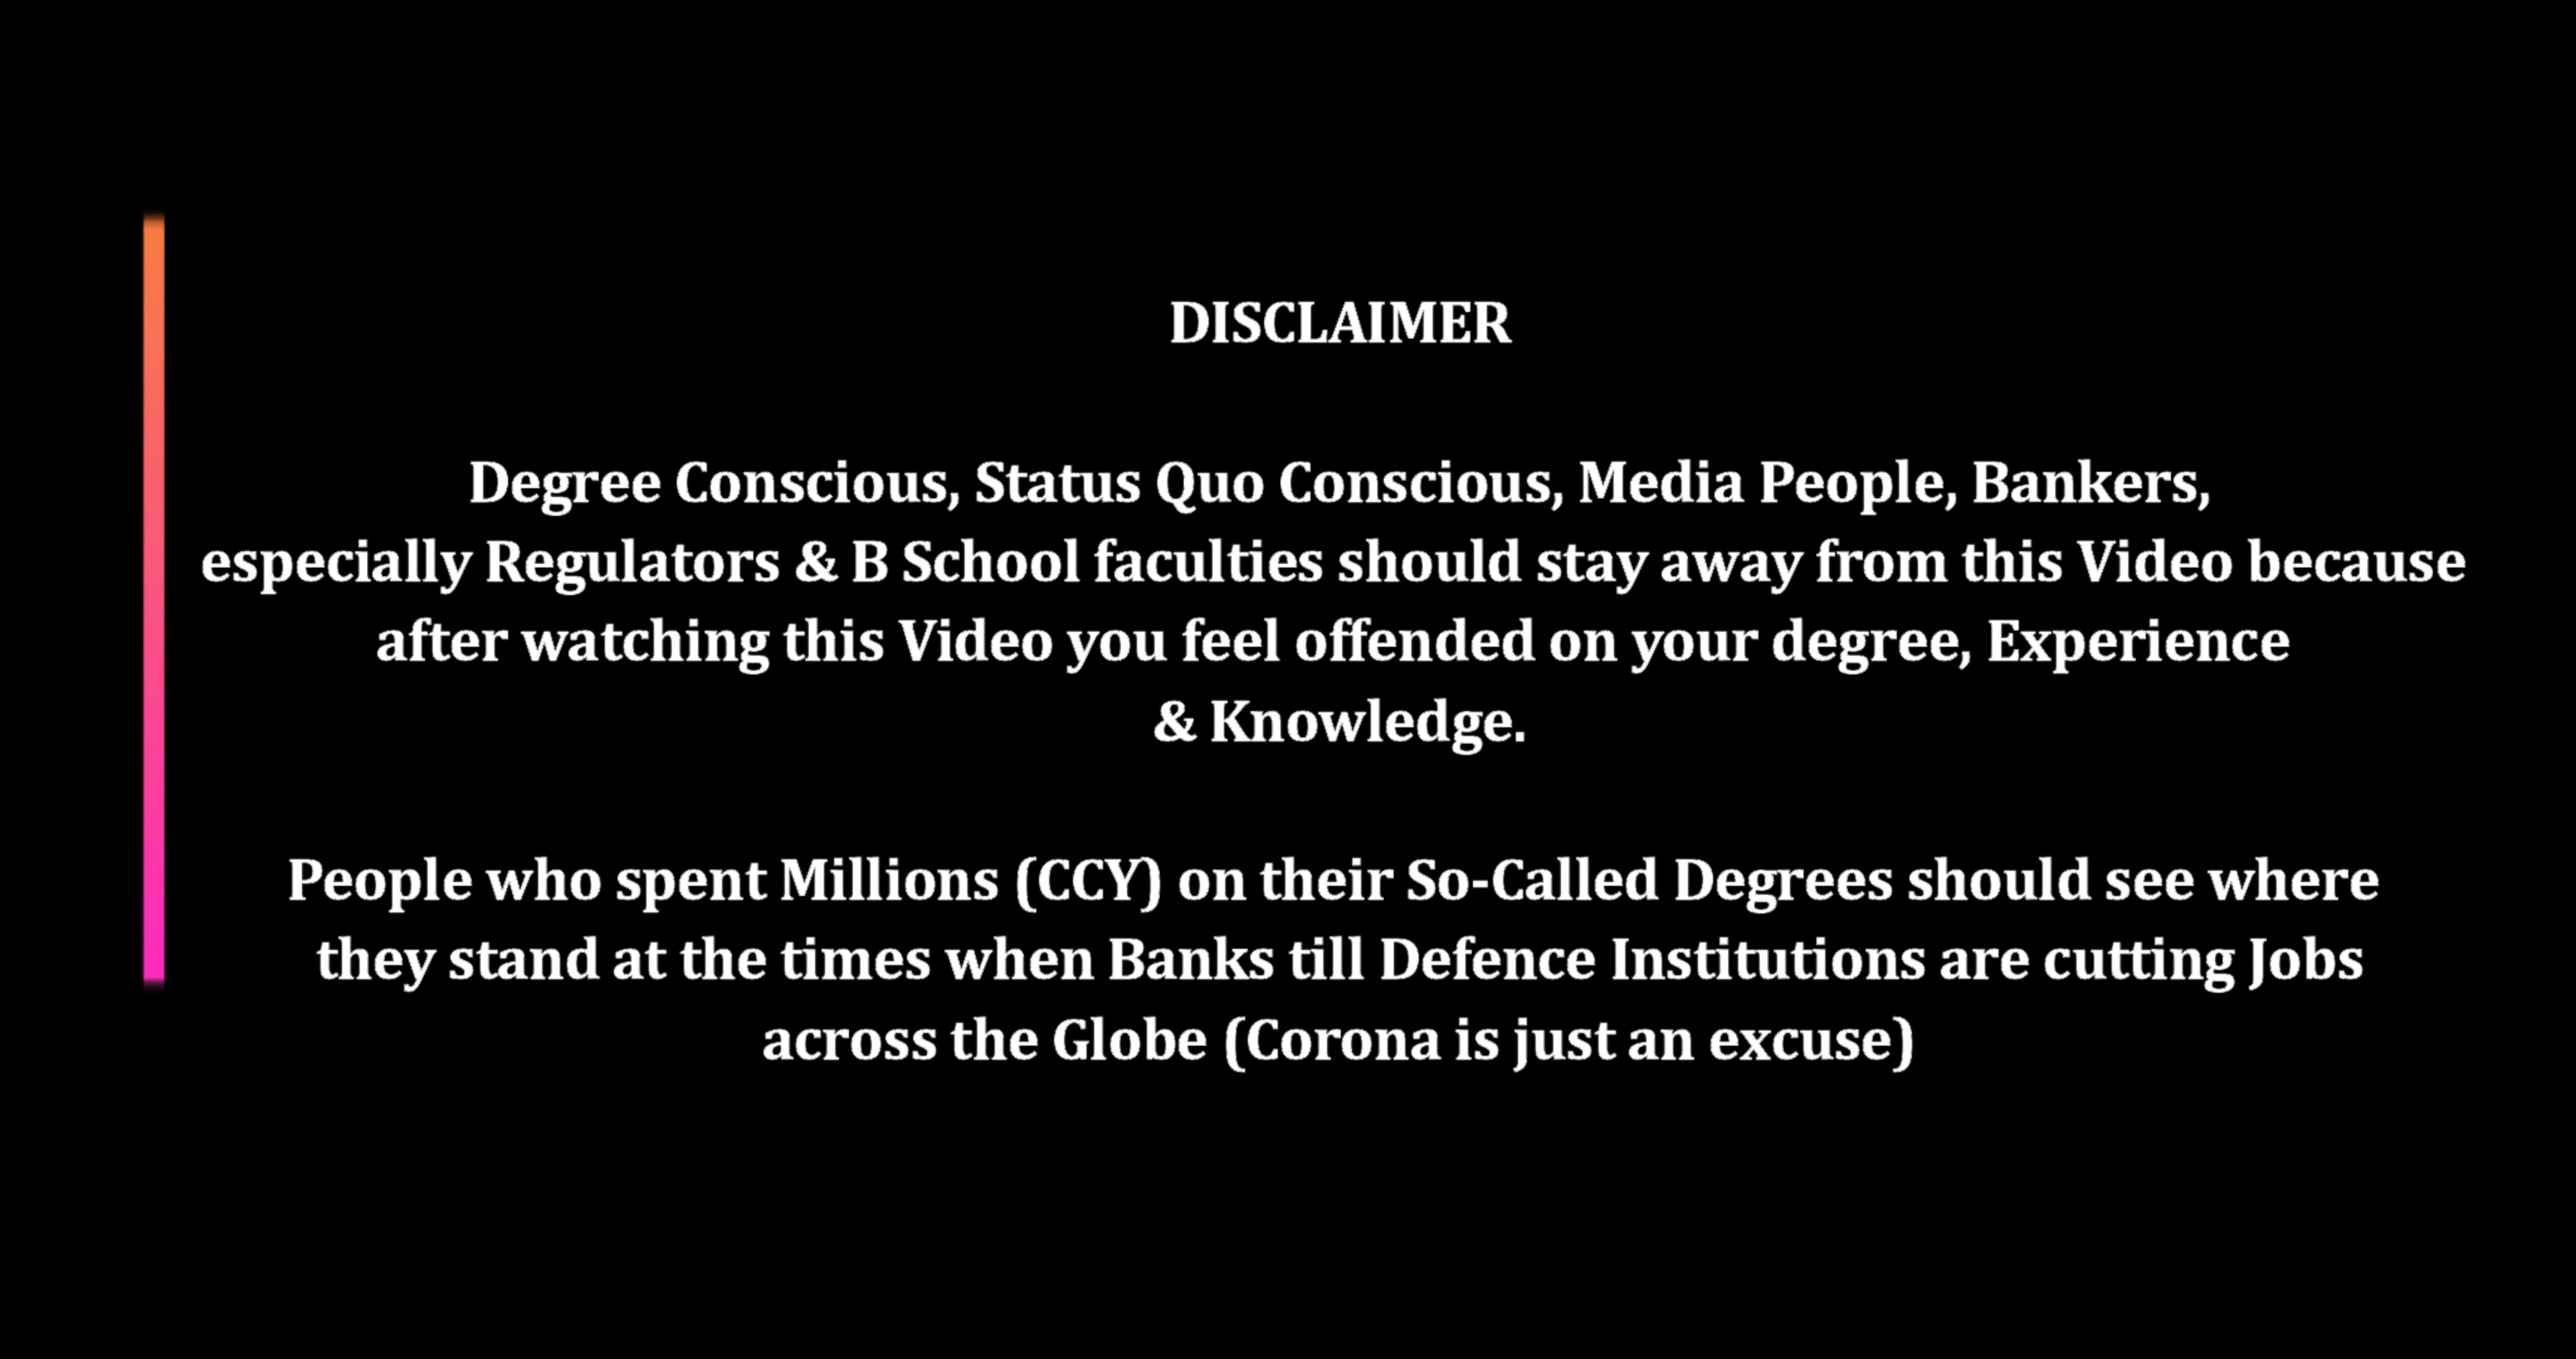 DISCLAIMER
Degree Conscious, Status Quo Conscious, Media People, Bankers,
especially Regulators & B School faculties should stay away from this Video because
after watching this Video you feel offended on your degree, Experience
& Knowledge.
People who spent Millions (CCY) on their So-Called Degrees should see where
they stand at the times when Banks till Defence Institutions are cutting Jobs
across the Globe (Corona is just an excuse)